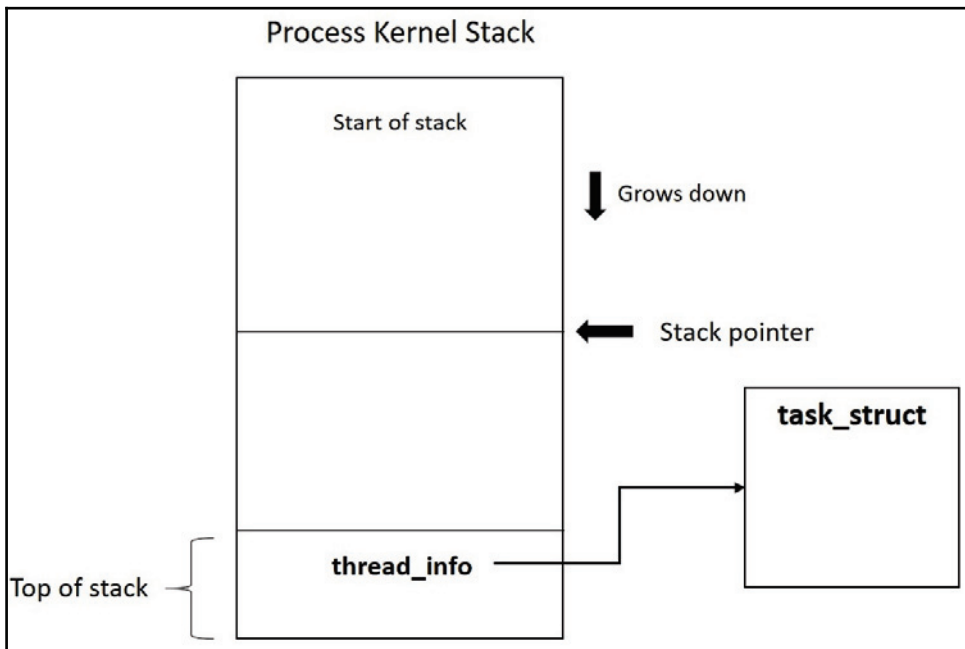 Process Kernel Stack
Start of stack
Grows down
Stack pointer
task_struct
thread_info
Top of stack